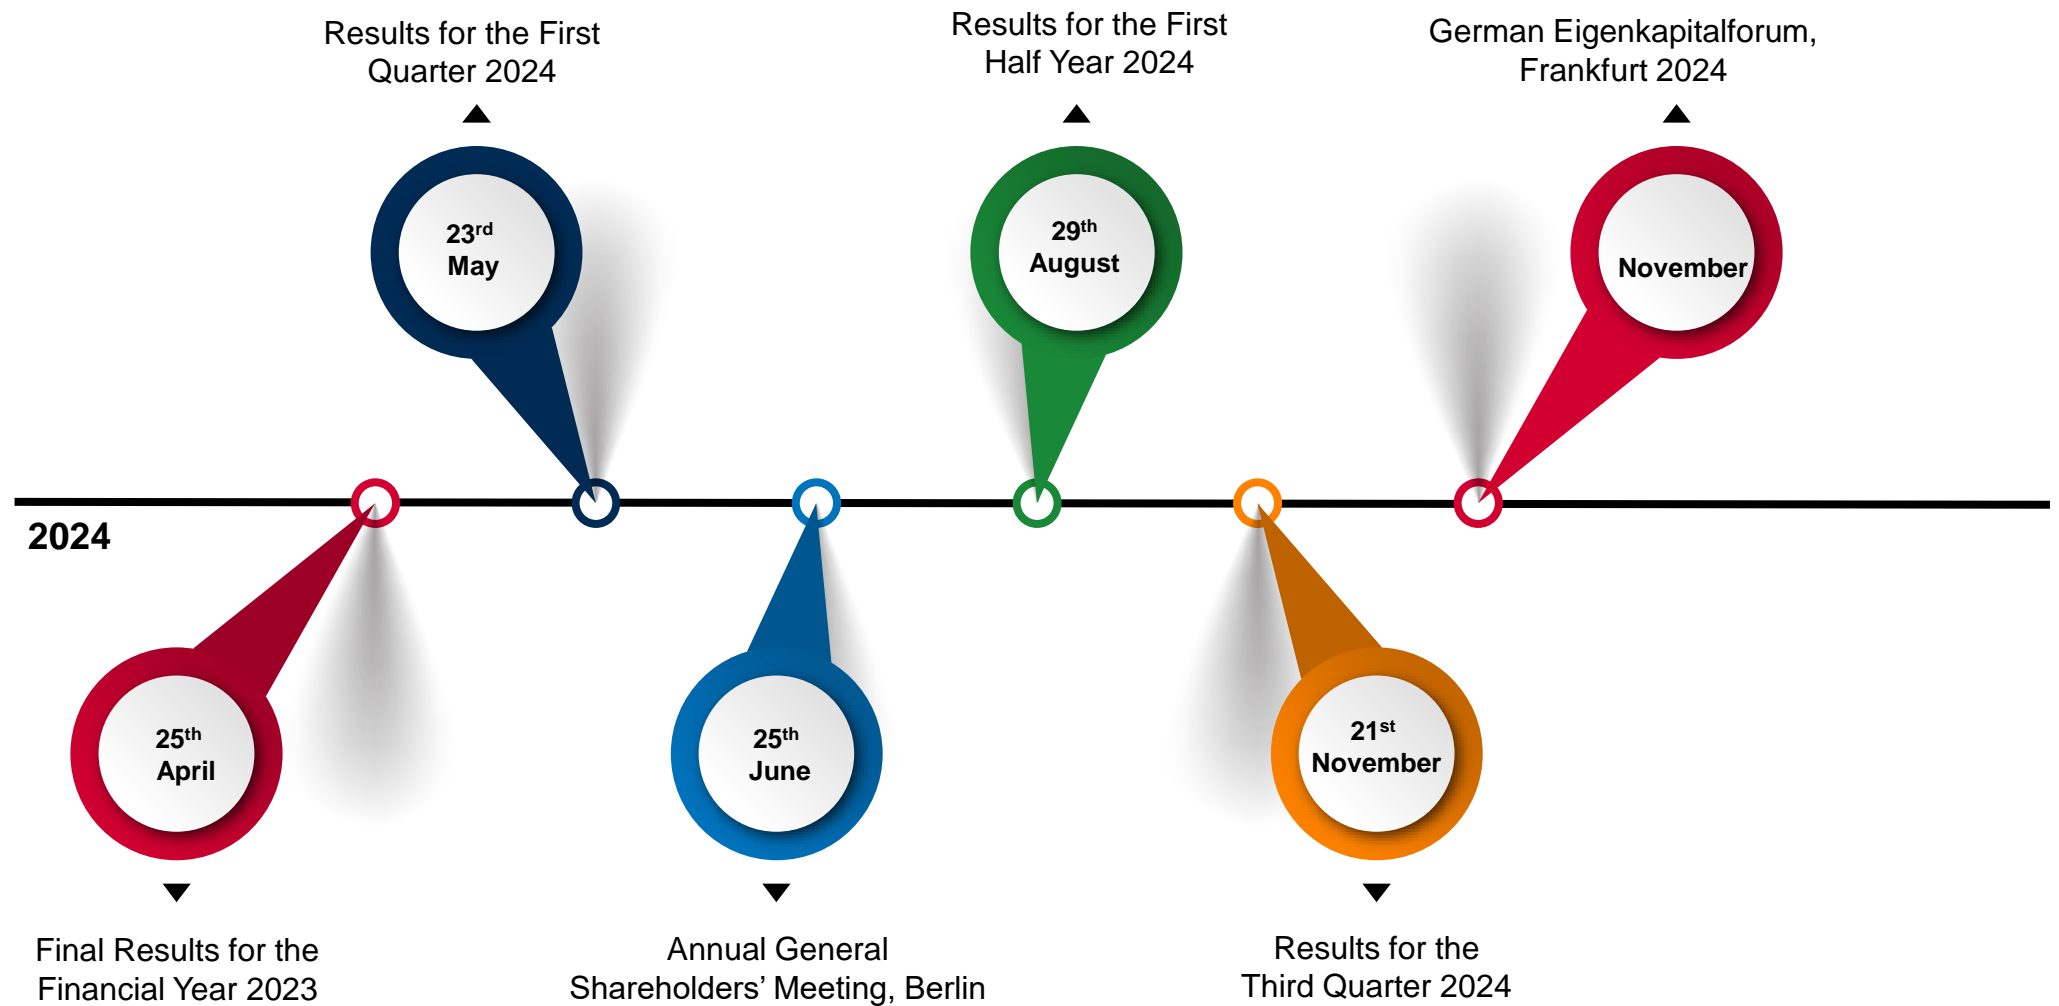 Results for the First
Quarter 2024
Results for the First
Half Year 2024
German Eigenkapitalforum,
Frankfurt 2024
23rd
May
29th
August
November
2024
25th
April
25th
June
21st
November
Final Results for the
Financial Year 2023
Annual General
Shareholders’ Meeting, Berlin
Results for the
Third Quarter 2024